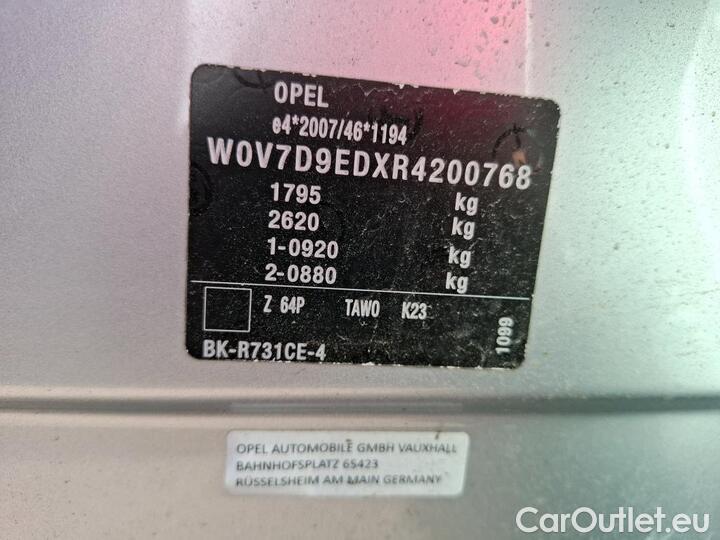 OPEL
e4*2007/46*1194
W0V7D9EDXR4200768
1795 kg
2620 kg
1-0920 kg
2-0880 kg
Z 64P TAWO K23
1099
BK-R731CE-4
OPEL AUTOMOBILE GMBH VAUXHALL
BAHNHOFSPLATZ 65423
RÜSSELSHEIM AM MAIN GERMANY
CarOutlet.eu